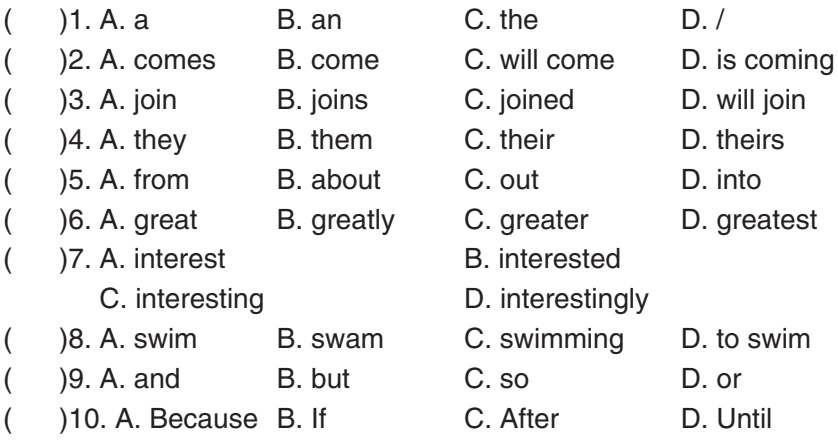 ( )1. A. a B. an C. the D. /
( )2. A. comes B. come C. will come D. is coming
( )3. A. join B. joins C. joined D. will join
( )4. A. they B. them C. their D. theirs
( )5. A. from B. about C. out D. into
( )6. A. great B. greatly C. greater D. greatest
( )7. A. interest B. interested
C. interesting D. interestingly
( )8. A. swim B. swam C. swimming D. to swim
( )9. A. and B. but C. so D. or
( )10. A. Because B. If C. After D. Until